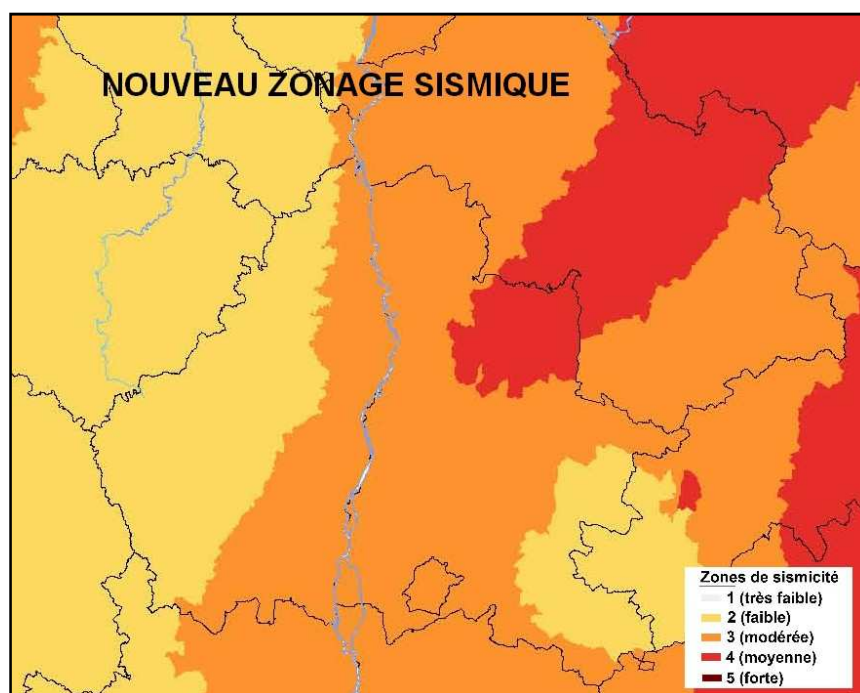 NOUVEAU ZONAGE SISMIQUE
Zones de sismicité
1 (très faible)
2 (faible)
3 (modérée)
4 (moyenne)
5 (forte)